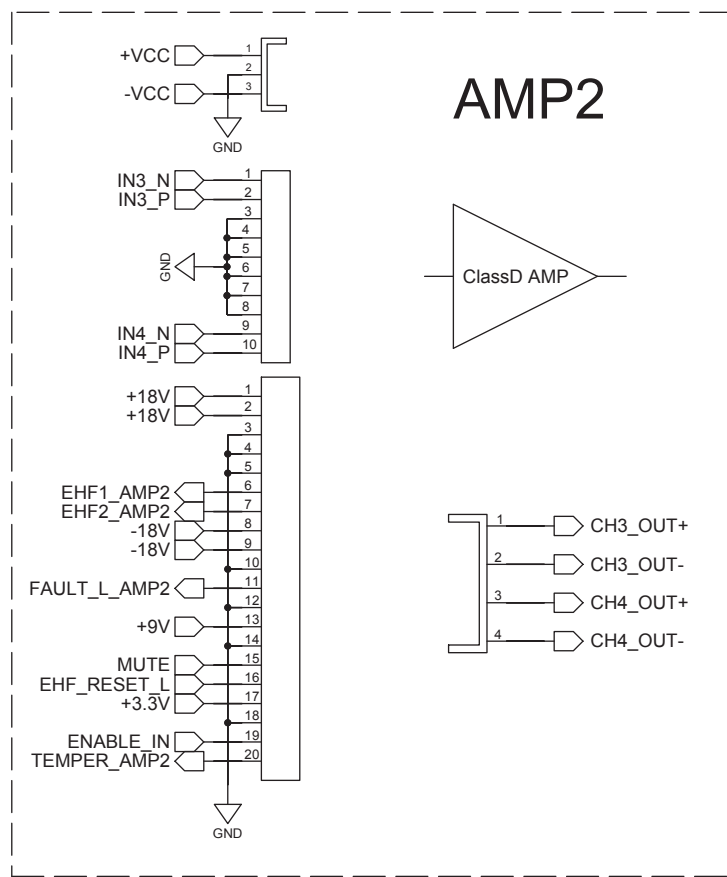 AMP2
+VCC 1
2
-VCC 3
GND
IN3_N 1
IN3_P 2
3
4
5
GND
6
7
8
IN4_N 9
IN4_P 10
ClassD AMP
+18V 1
+18V 2
3
4
5
EHF1_AMP2 6
EHF2_AMP2 7
-18V 8
-18V 9
10
FAULT_L_AMP2 11
12
+9V 13
14
MUTE 15
EHF_RESET_L 16
+3.3V 17
18
ENABLE_IN 19
TEMPER_AMP2 20
GND
1 CH3_OUT+
2 CH3_OUT-
3 CH4_OUT+
4 CH4_OUT-